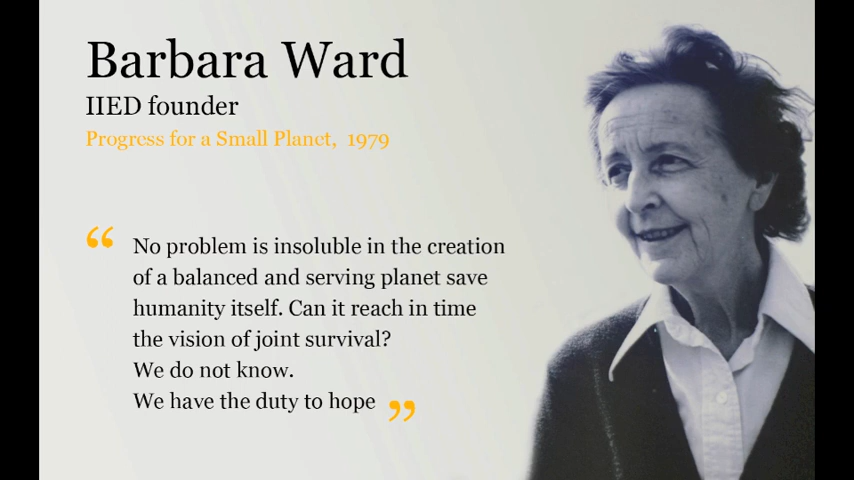 Barbara Ward
IIED founder
Progress for a Small Planet, 1979
“ No problem is insoluble in the creation
of a balanced and serving planet save
humanity itself. Can it reach in time
the vision of joint survival?
We do not know.
We have the duty to hope ”